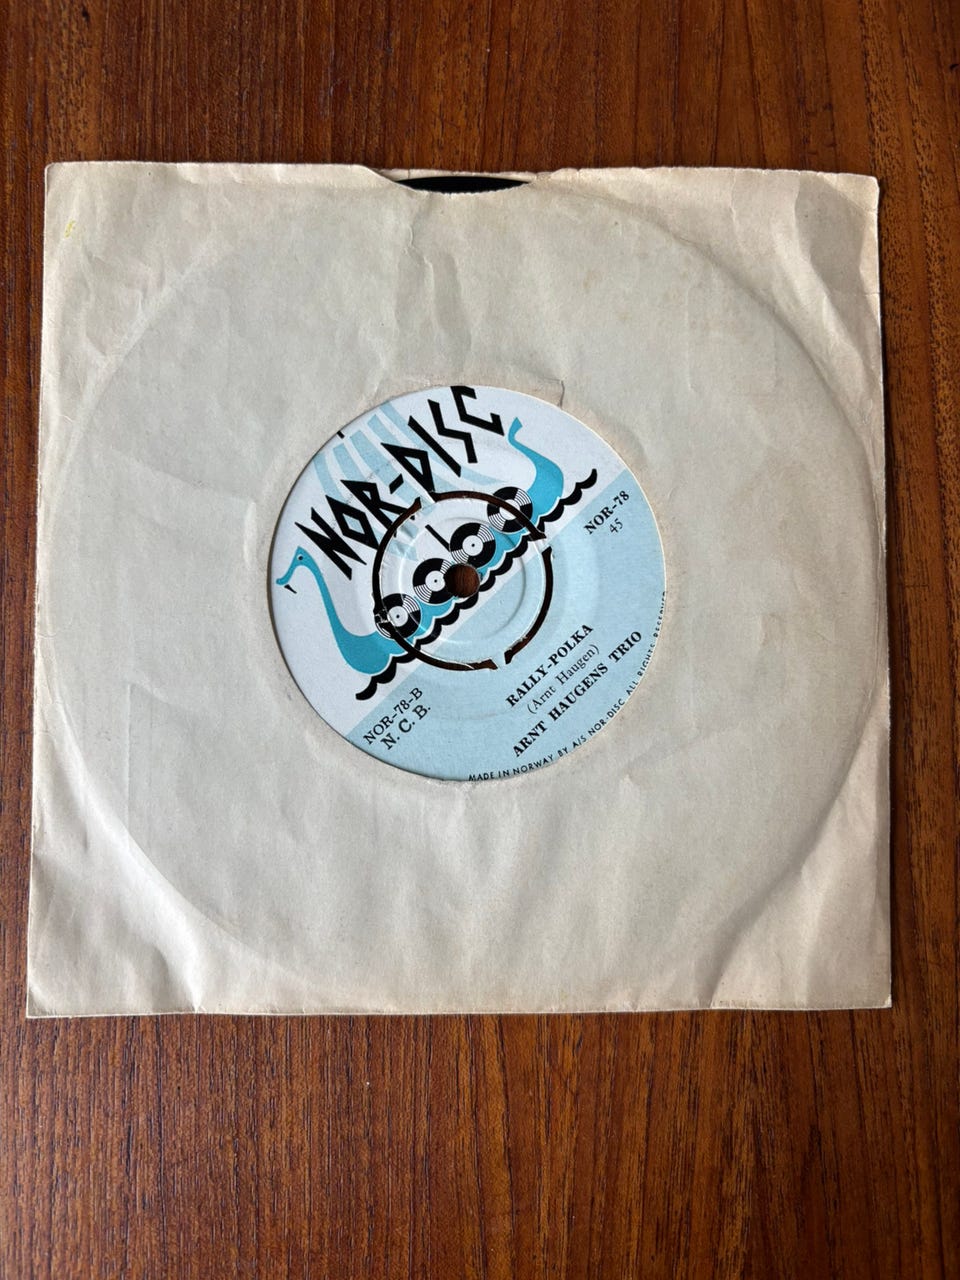 NOR-DISC
NOR-78
45
NOR-78-B
N. C. B.
RALLY-POLKA
(Arnt Haugen)
ARNT HAUGENS TRIO
MADE IN NORWAY BY A/S NOR-DISC. ALL RIGHTS RESERVED